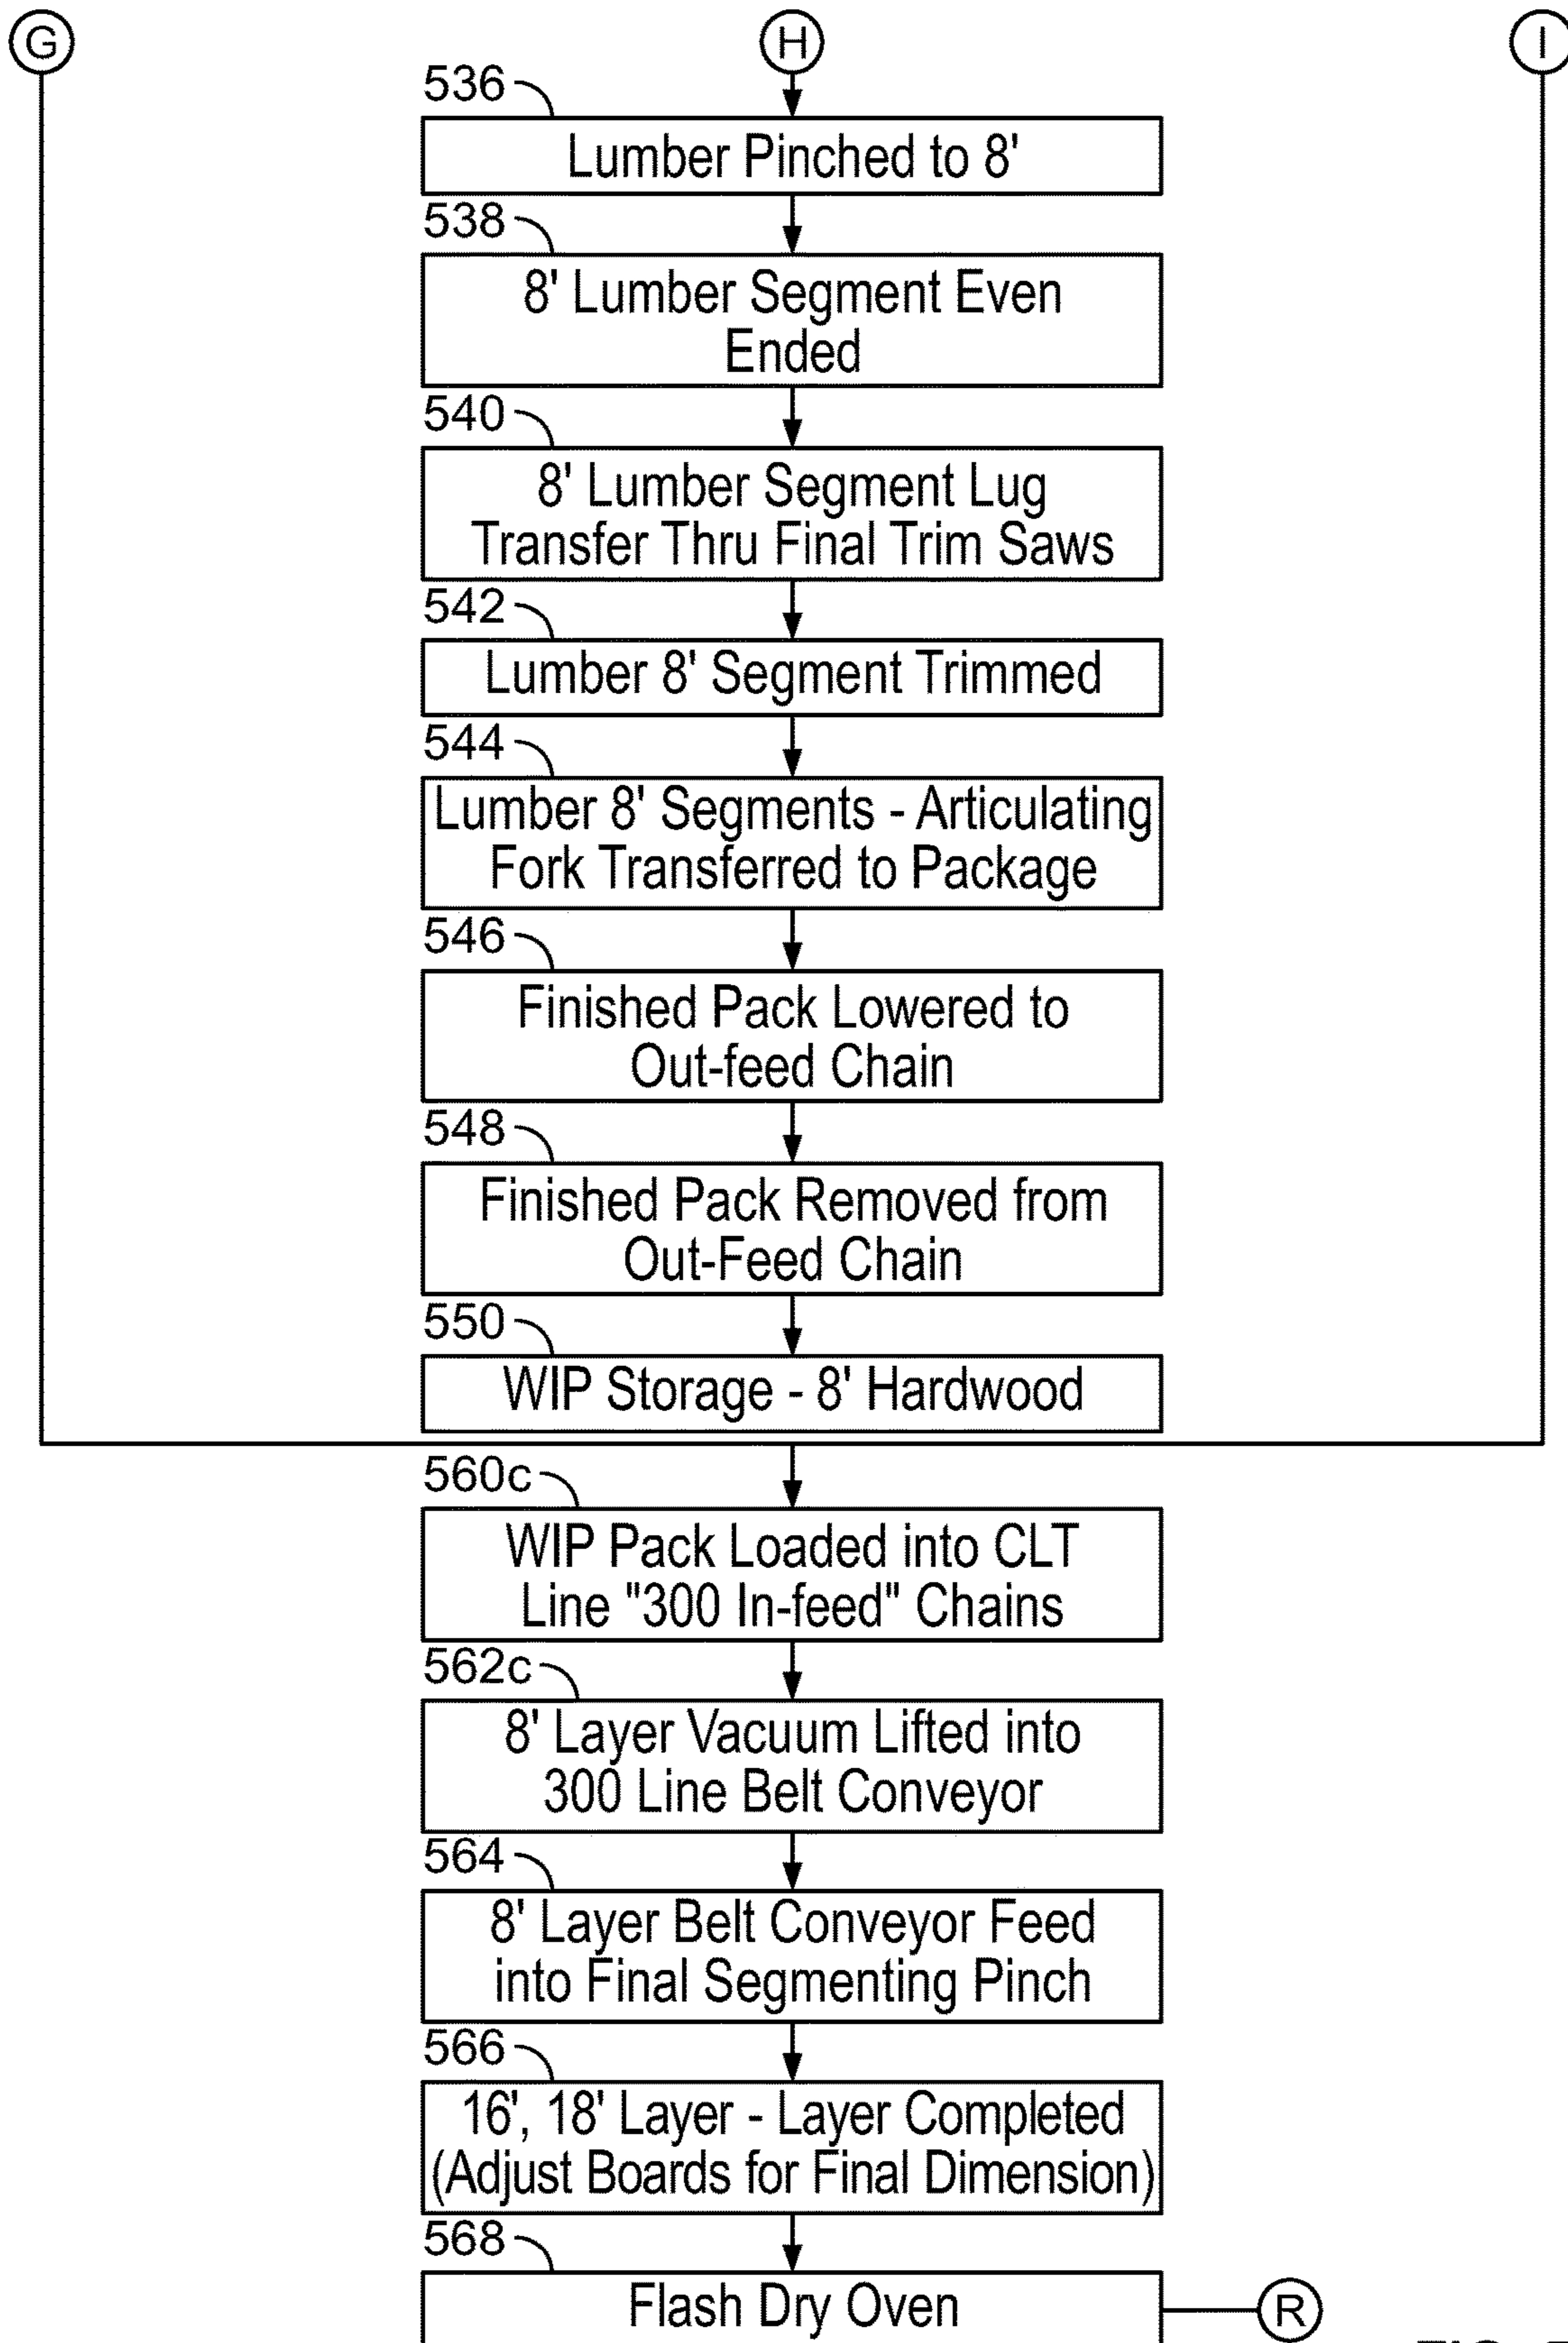 G
H
I
536
Lumber Pinched to 8'
538
8' Lumber Segment Even
Ended
540
8' Lumber Segment Lug
Transfer Thru Final Trim Saws
542
Lumber 8' Segment Trimmed
544
Lumber 8' Segments - Articulating
Fork Transferred to Package
546
Finished Pack Lowered to
Out-feed Chain
548
Finished Pack Removed from
Out-Feed Chain
550
WIP Storage - 8' Hardwood
560c
WIP Pack Loaded into CLT
Line "300 In-feed" Chains
562c
8' Layer Vacuum Lifted into
300 Line Belt Conveyor
564
8' Layer Belt Conveyor Feed
into Final Segmenting Pinch
566
16', 18' Layer - Layer Completed
(Adjust Boards for Final Dimension)
568
Flash Dry Oven
R